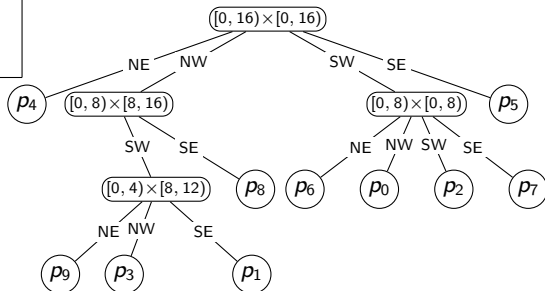 [0, 16)×[0, 16)
NE NW SW SE
p4 [0, 8)×[8, 16) [0, 8)×[0, 8) p5
SW SE NE NW SW SE
[0, 4)×[8, 12) p8 p6 p0 p2 p7
NE NW SE
p9 p3 p1